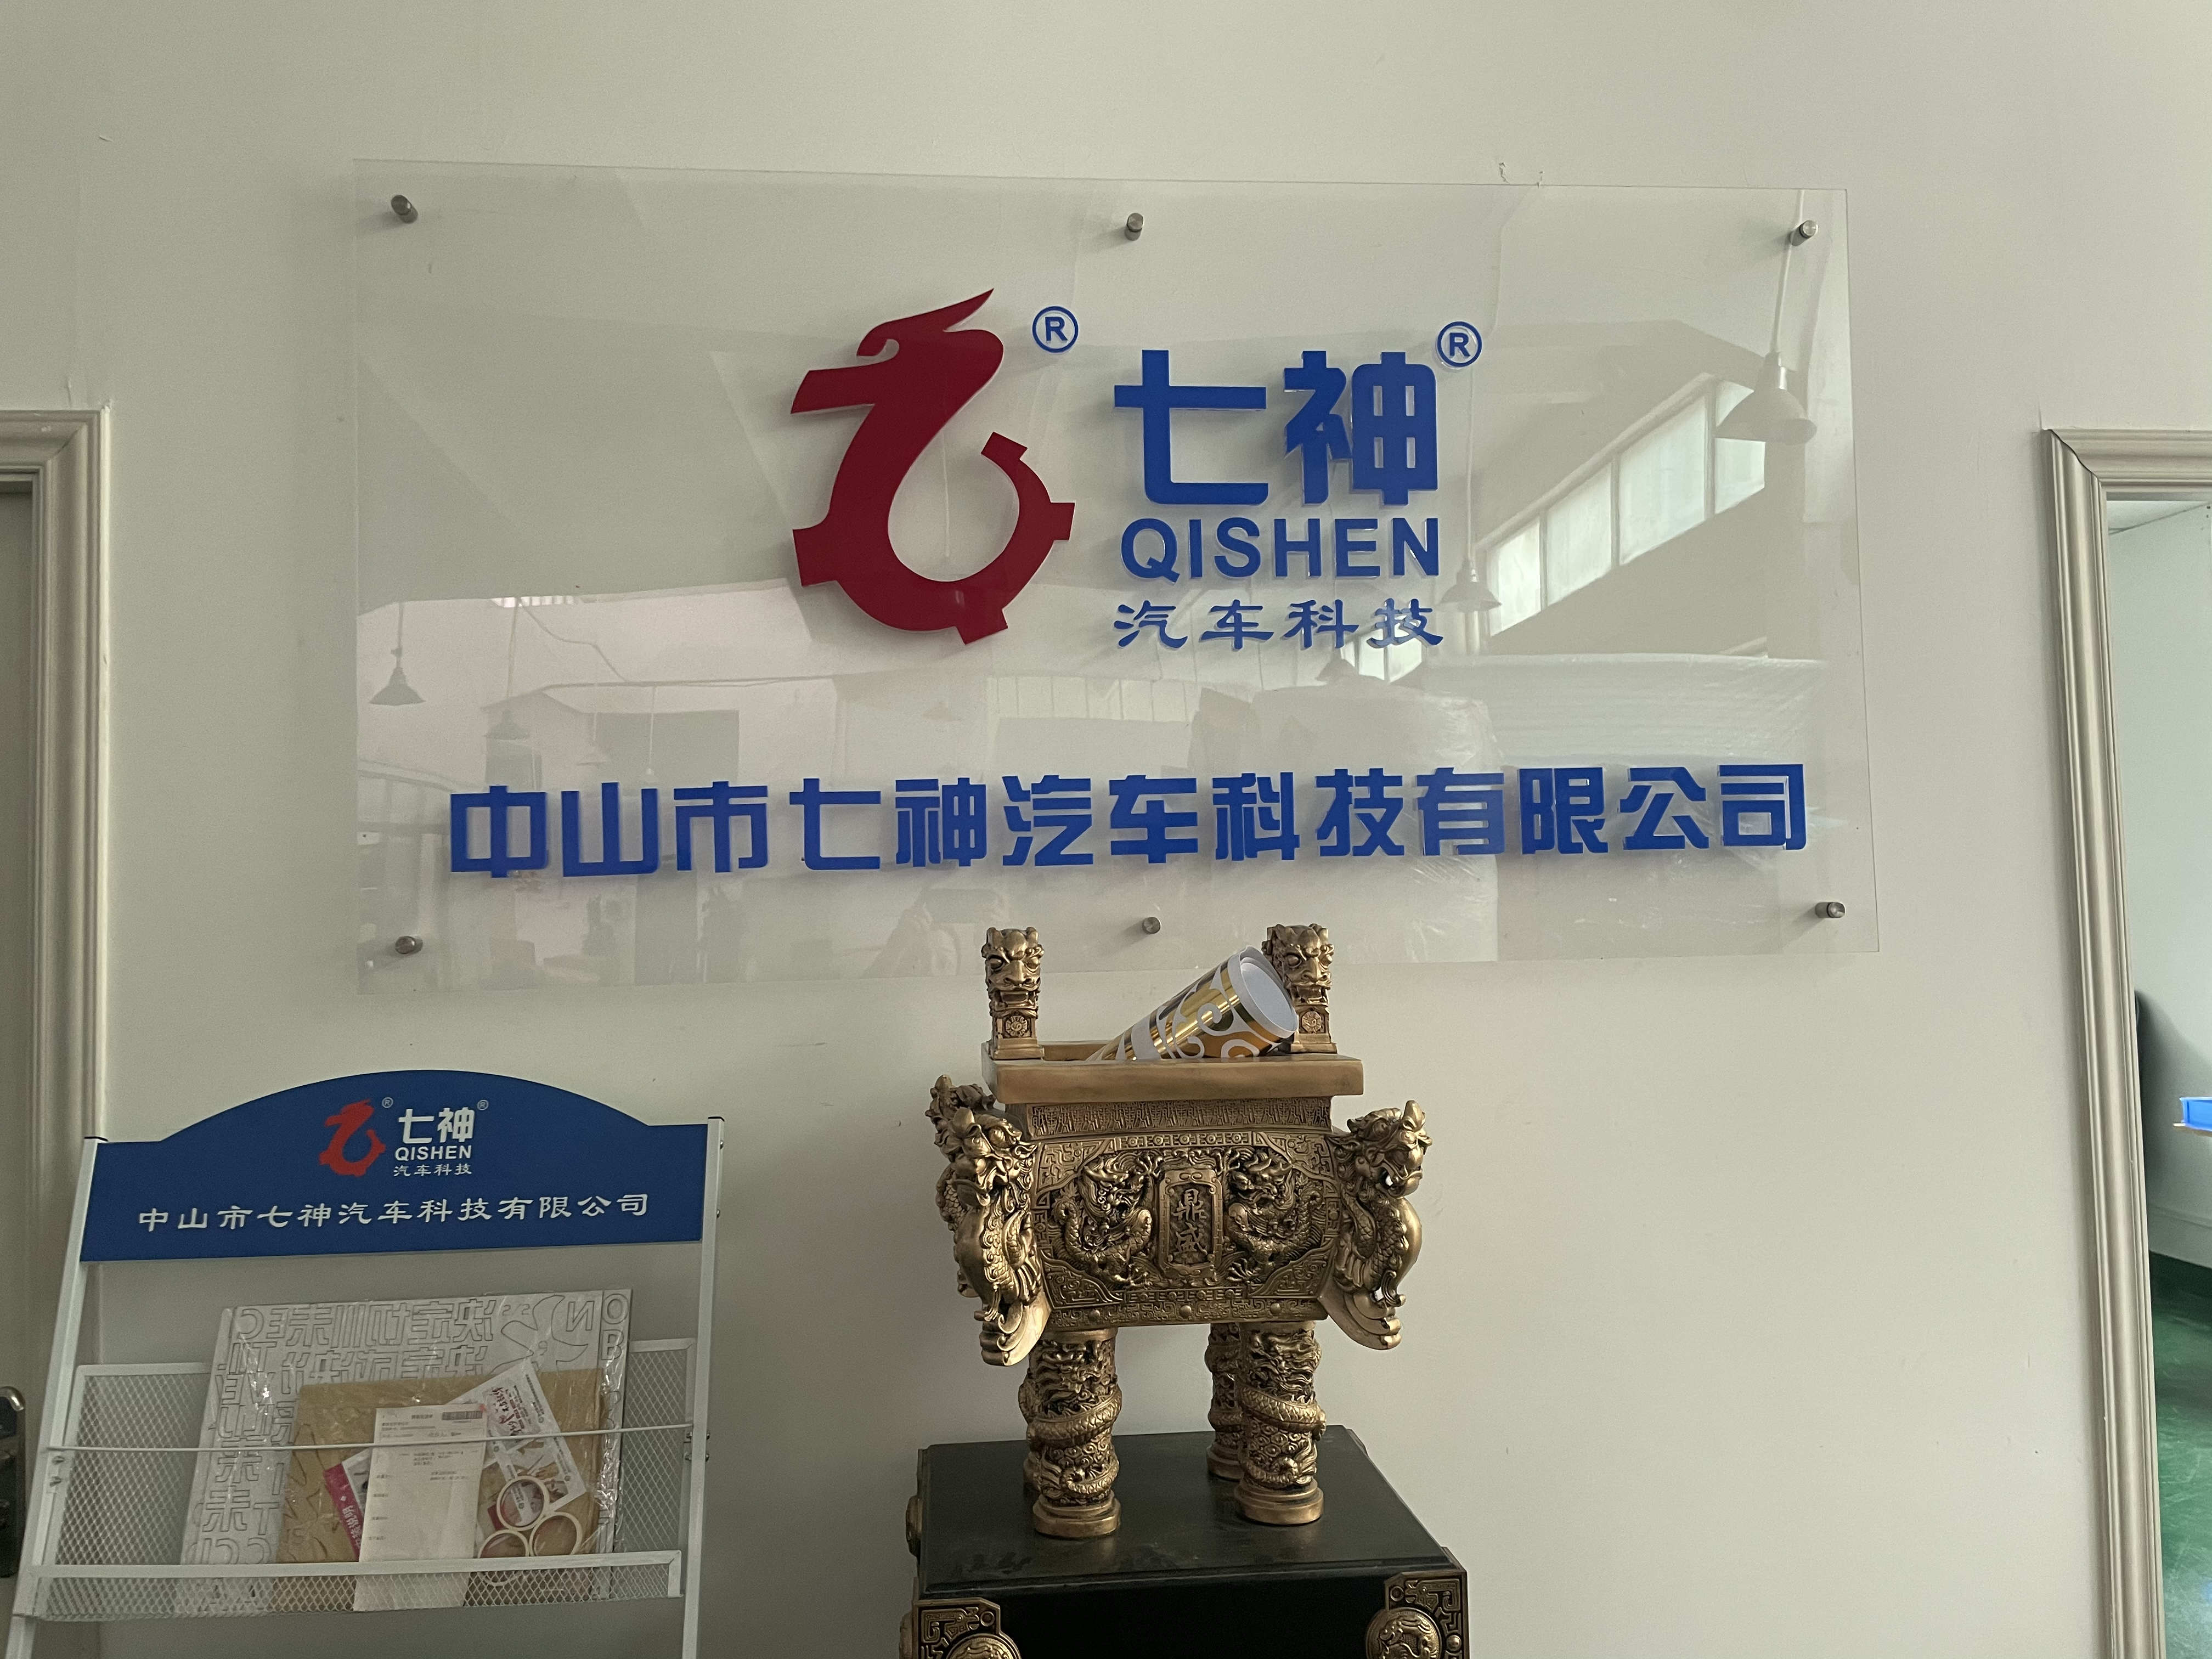 ®
七神®
QISHEN
汽车科技
中山市七神汽车科技有限公司
® 七神®
QISHEN
汽车科技
中山市七神汽车科技有限公司
鼎盛